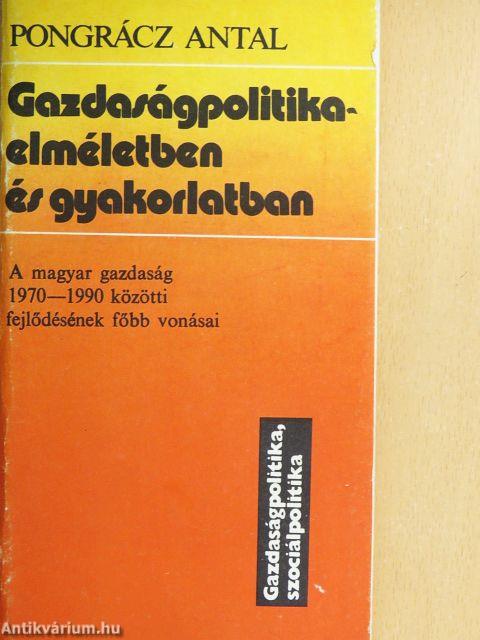 PONGRÁCZ ANTAL
Gazdaságpolitika-
elméletben
és gyakorlatban
A magyar gazdaság
1970—1990 közötti
fejlődésének főbb vonásai
Gazdaságpolitika,
szociálpolitika
Antikvárium.hu